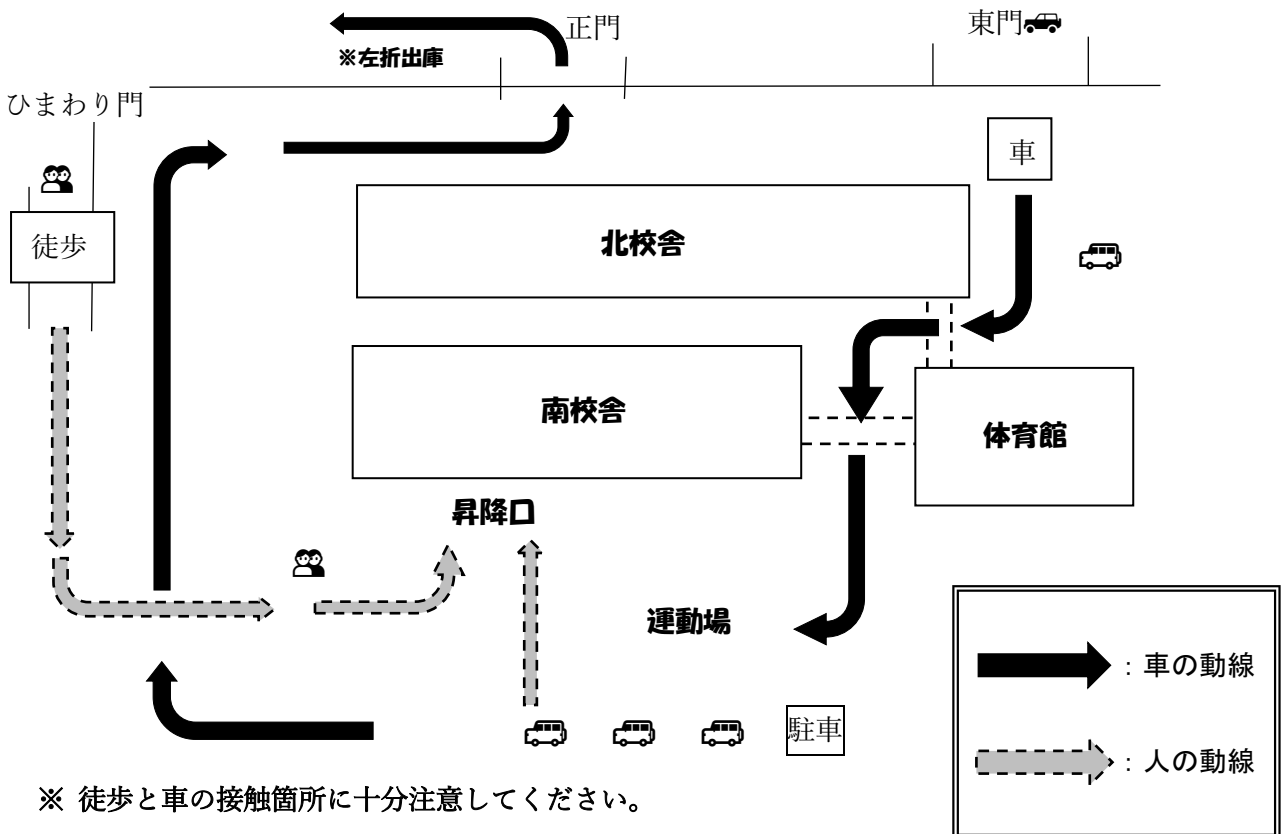 正門
東門
※左折出庫
ひまわり門
車
徒歩
北校舎
南校舎
体育館
昇降口
運動場
：車の動線
駐車
：人の動線
※ 徒歩と車の接触箇所に十分注意してください。